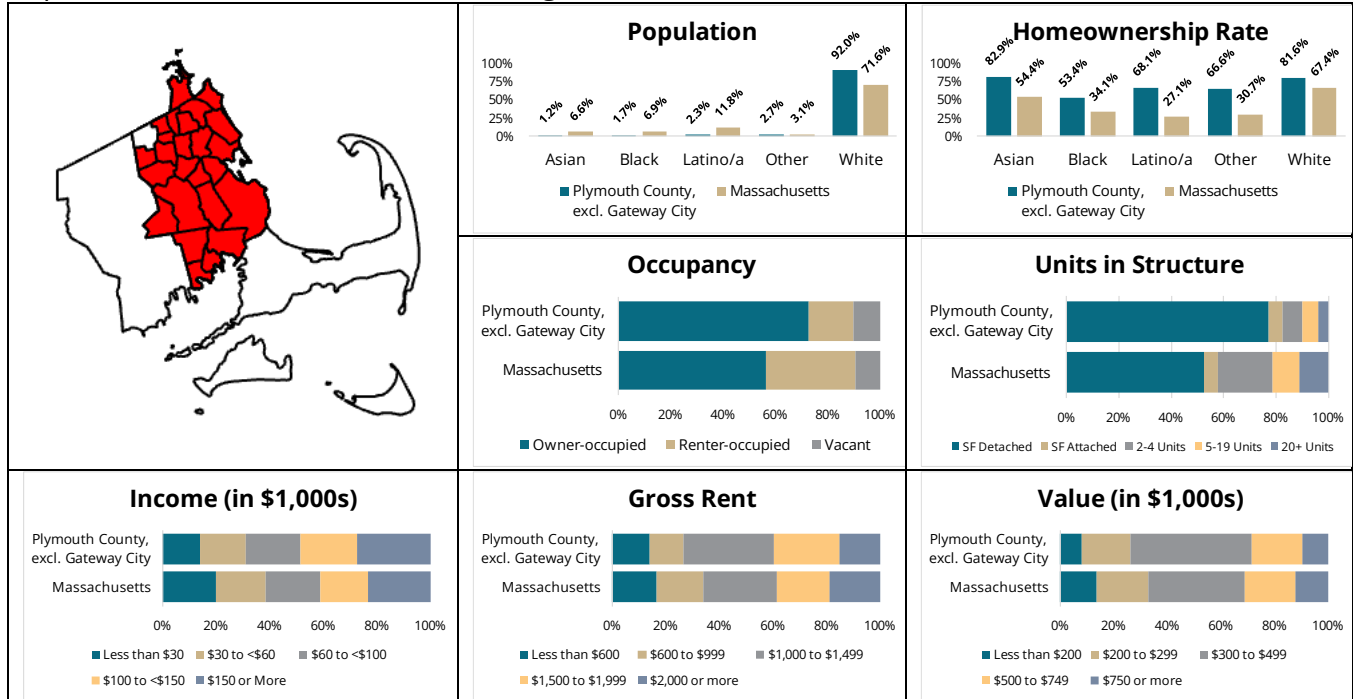 Population
92.0%
71.6%
1.2%
6.6%
1.7%
6.9%
2.3%
11.8%
2.7%
3.1%
100%
75%
50%
25%
0%
Asian Black Latino/a Other White
Plymouth County, excl. Gateway City
Massachusetts
Homeownership Rate
82.9%
54.4%
53.4%
34.1%
68.1%
27.1%
66.6%
30.7%
81.6%
67.4%
100%
75%
50%
25%
0%
Asian Black Latino/a Other White
Plymouth County, excl. Gateway City
Massachusetts
Occupancy
Plymouth County,
excl. Gateway City
Massachusetts
0% 20% 40% 60% 80% 100%
Owner-occupied Renter-occupied Vacant
Units in Structure
Plymouth County,
excl. Gateway City
Massachusetts
0% 20% 40% 60% 80% 100%
SF Detached SF Attached 2-4 Units 5-19 Units 20+ Units
Income (in $1,000s)
Plymouth County,
excl. Gateway City
Massachusetts
0% 20% 40% 60% 80% 100%
Less than $30 $30 to <$60 $60 to <$100
$100 to <$150 $150 or More
Gross Rent
Plymouth County,
excl. Gateway City
Massachusetts
0% 20% 40% 60% 80% 100%
Less than $600 $600 to $999 $1,000 to $1,499
$1,500 to $1,999 $2,000 or more
Value (in $1,000s)
Plymouth County,
excl. Gateway City
Massachusetts
0% 20% 40% 60% 80% 100%
Less than $200 $200 to $299 $300 to $499
$500 to $749 $750 or more